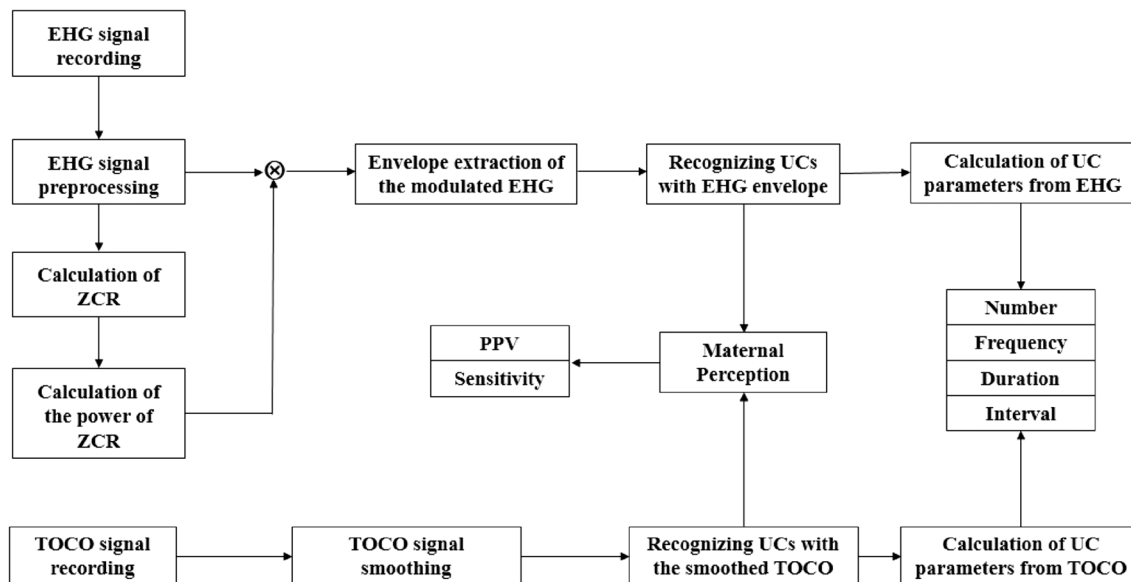 EHG signal
recording
EHG signal
preprocessing
Envelope extraction of
the modulated EHG
Recognizing UCs
with EHG envelope
Calculation of UC
parameters from EHG
Calculation of
ZCR
Calculation of
the power of
ZCR
PPV
Sensitivity
Maternal
Perception
Number
Frequency
Duration
Interval
TOCO signal
recording
TOCO signal
smoothing
Recognizing UCs with
the smoothed TOCO
Calculation of UC
parameters from TOCO